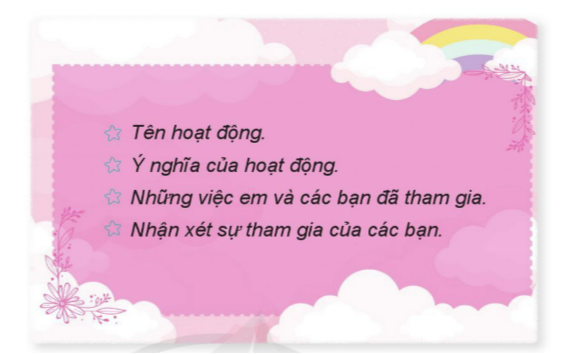 Tên hoạt động.
Ý nghĩa của hoạt động.
Những việc em và các bạn đã tham gia.
Nhận xét sự tham gia của các bạn.